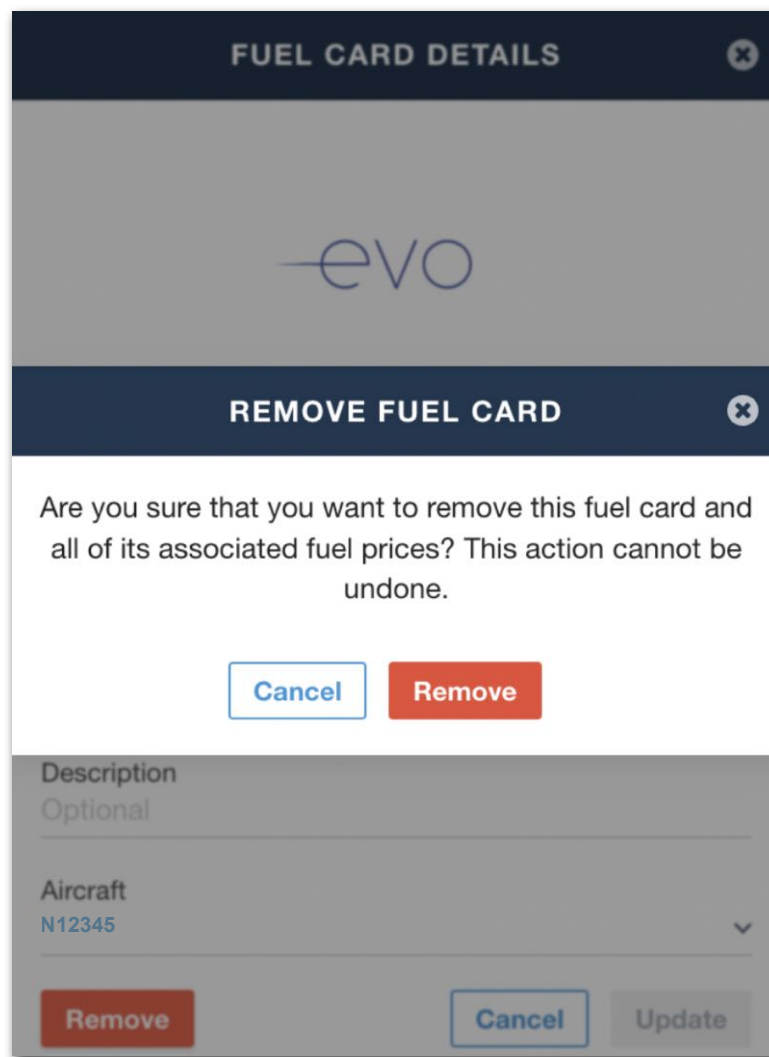 FUEL CARD DETAILS
evo
REMOVE FUEL CARD
Are you sure that you want to remove this fuel card and
all of its associated fuel prices? This action cannot be
undone.
Cancel Remove
Description
Optional
Aircraft
N12345
Remove Cancel Update